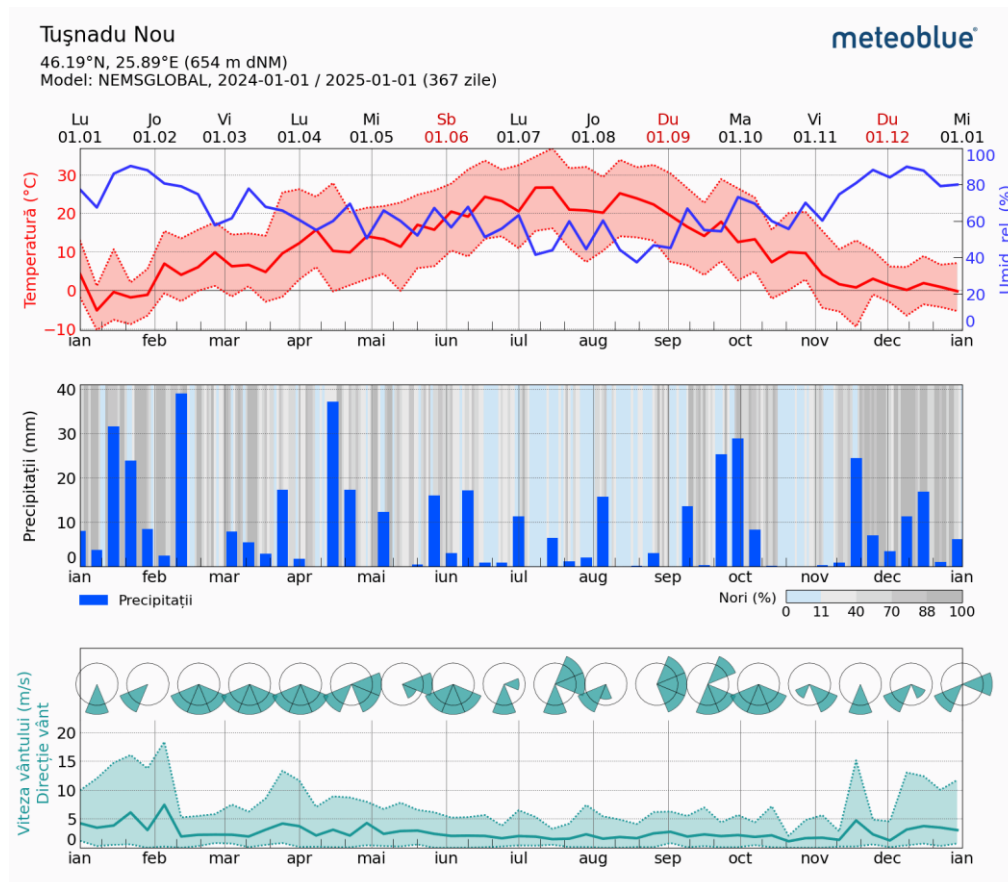 Tuşnadu Nou
meteoblue
46.19°N, 25.89°E (654 m dNM)
Model: NEMSGLOBAL, 2024-01-01 / 2025-01-01 (367 zile)
Lu Jo Vi Lu Mi Sb Lu Jo Du Ma Vi Du Mi
01.01 01.02 01.03 01.04 01.05 01.06 01.07 01.08 01.09 01.10 01.11 01.12 01.01
Temperatură (°C)
30
20
10
0
−10
100
80
60
40
20
0
Umid. rel. (%)
ian feb mar apr mai iun iul aug sep oct nov dec ian
Precipitații (mm)
40
30
20
10
0
ian feb mar apr mai iun iul aug sep oct nov dec ian
Precipitații
Nori (%)
0 11 40 70 88 100
Viteza vântului (m/s)
Direcție vânt
20
15
10
5
0
ian feb mar apr mai iun iul aug sep oct nov dec ian